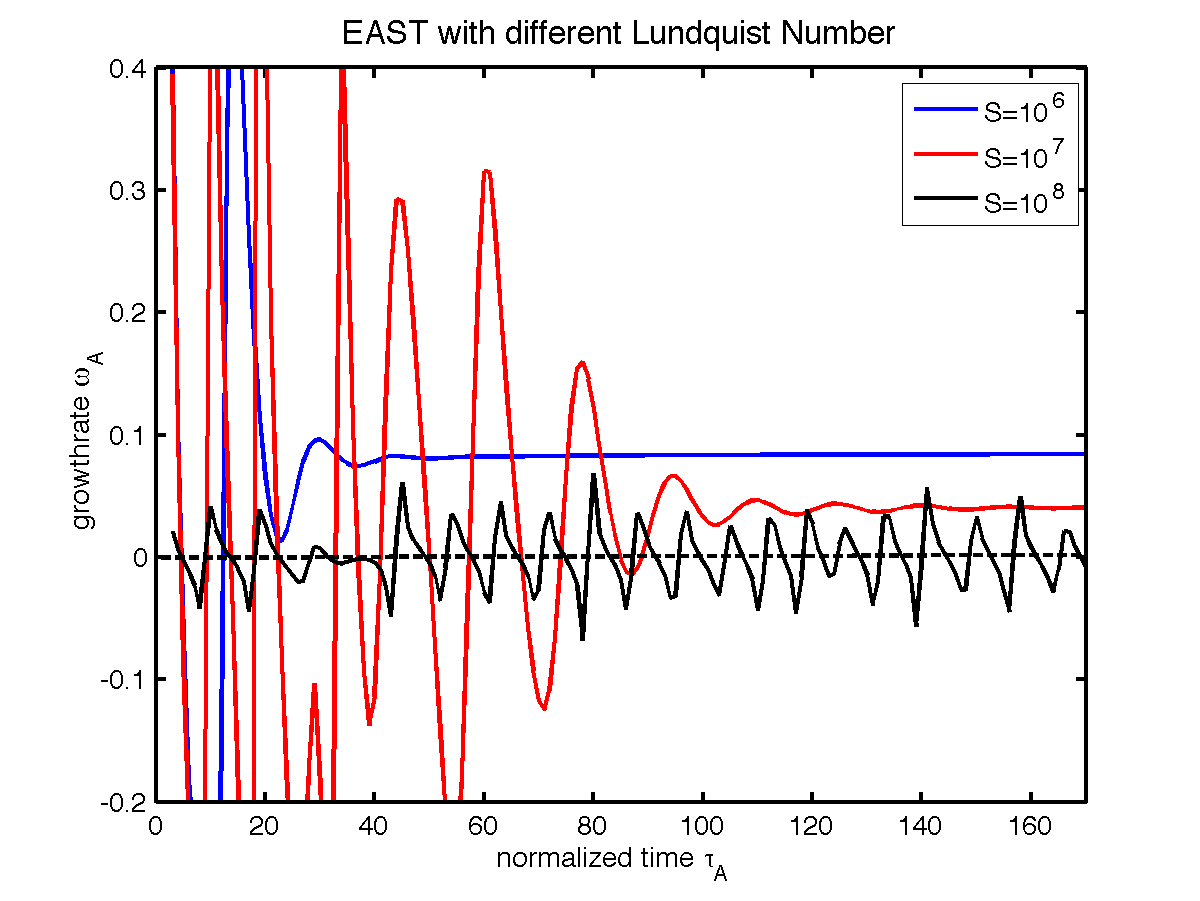 EAST with different Lundquist Number
0.4
0.3
0.2
0.1
0
-0.1
-0.2
growthrate ω_A
S=10^6
S=10^7
S=10^8
0 20 40 60 80 100 120 140 160
normalized time τ_A